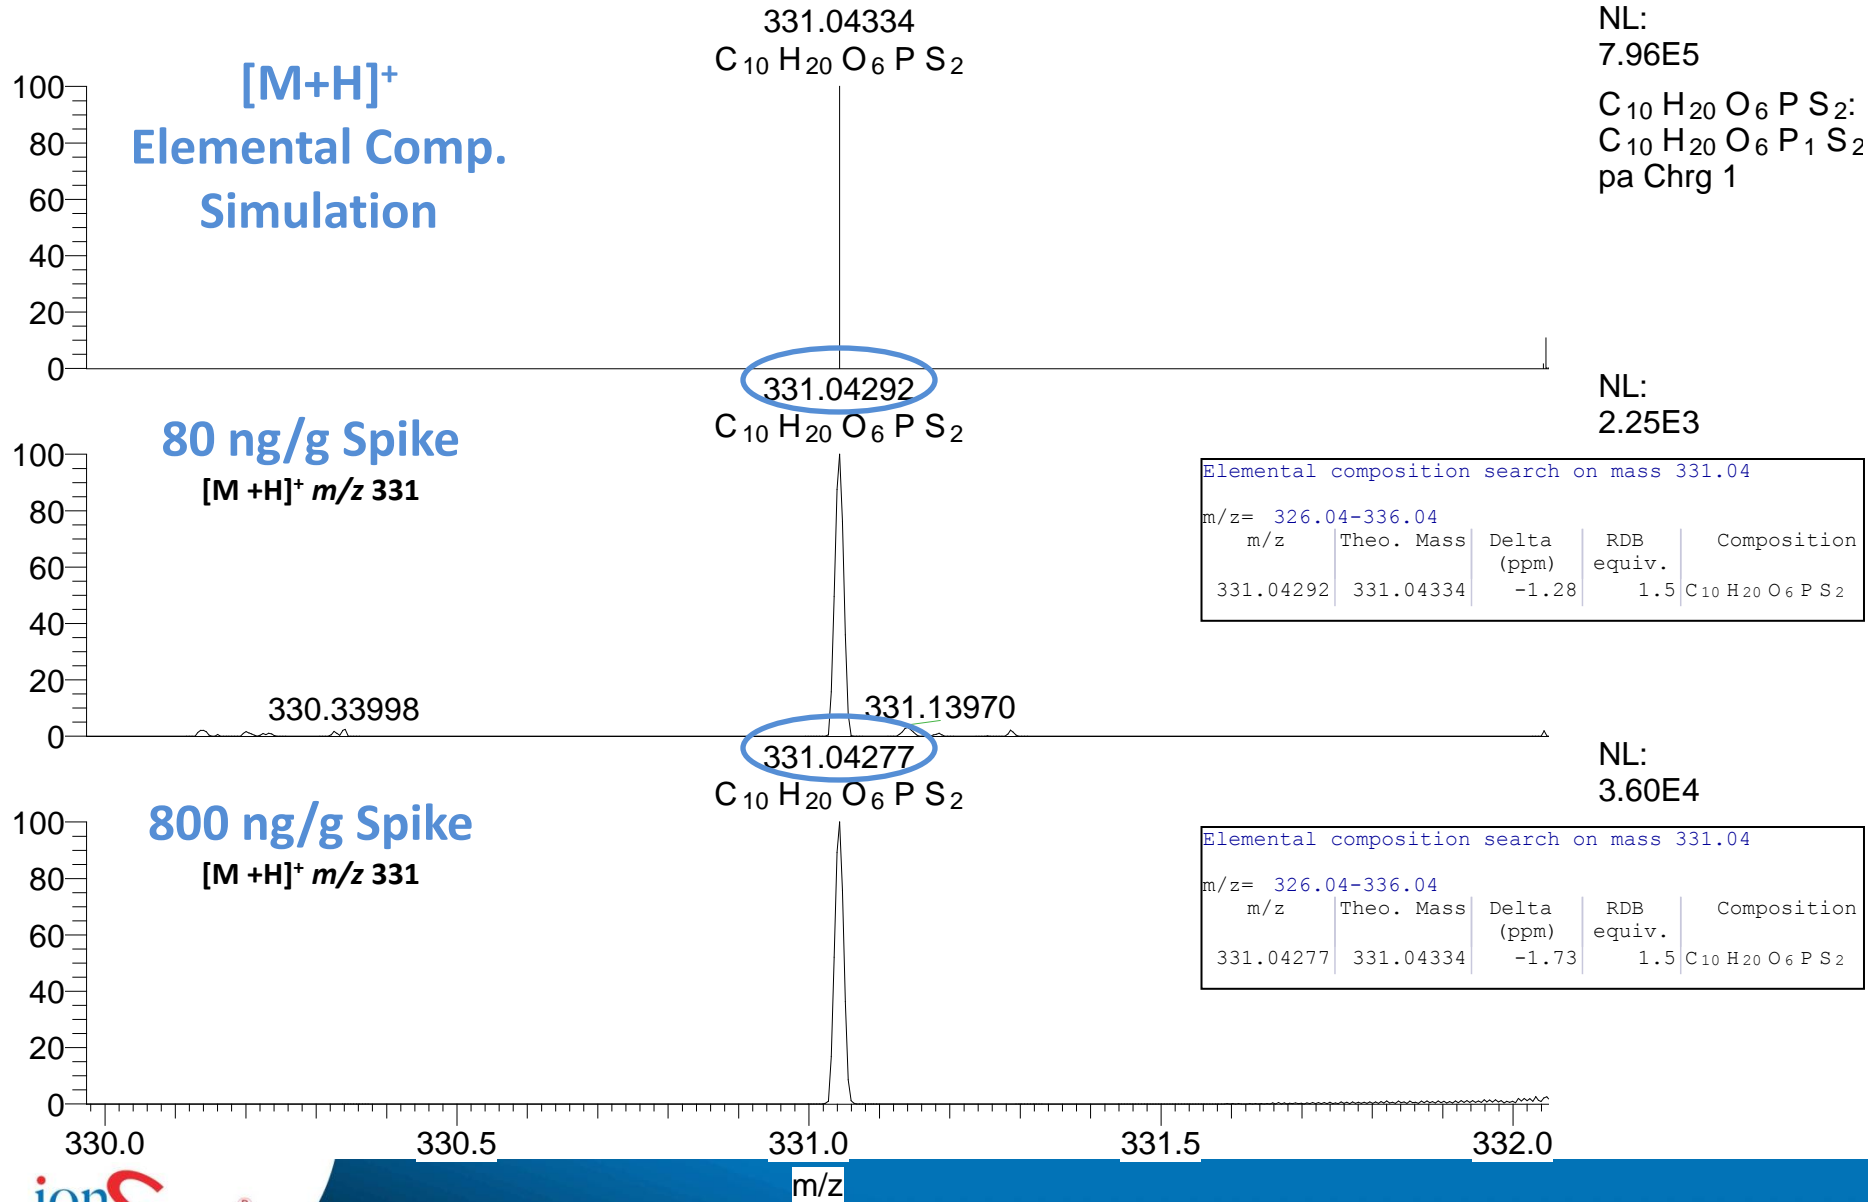 331.04334
C 10 H 20 O 6 P S 2
NL:
7.96E5
C 10 H 20 O 6 P S 2:
C 10 H 20 O 6 P 1 S 2
pa Chrg 1
[M+H]+
Elemental Comp.
Simulation
100
80
60
40
20
0
331.04292
C 10 H 20 O 6 P S 2
NL:
2.25E3
80 ng/g Spike
[M +H]+ m/z 331
100
80
60
40
20
0
330.33998
331.13970
Elemental composition search on mass 331.04
m/z= 326.04-336.04
m/z Theo. Mass Delta RDB Composition
(ppm) equiv.
331.04292 331.04334 -1.28 1.5 C 10 H 20 O 6 P S 2
331.04277
C 10 H 20 O 6 P S 2
NL:
3.60E4
800 ng/g Spike
[M +H]+ m/z 331
100
80
60
40
20
0
Elemental composition search on mass 331.04
m/z= 326.04-336.04
m/z Theo. Mass Delta RDB Composition
(ppm) equiv.
331.04277 331.04334 -1.73 1.5 C 10 H 20 O 6 P S 2
330.0 330.5 331.0 331.5 332.0
m/z
ionS